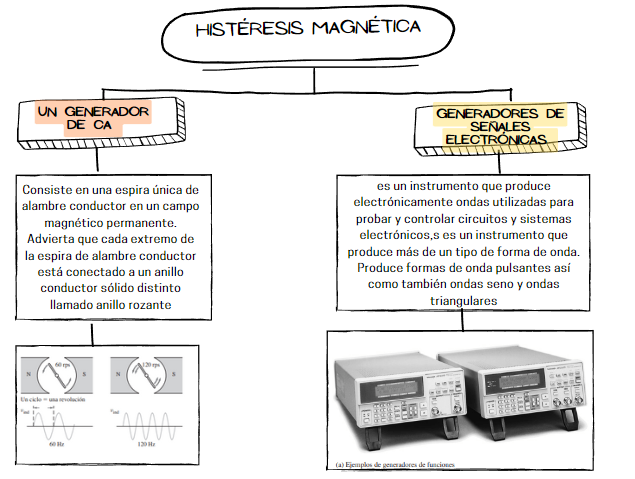 HISTÉRESIS MAGNÉTICA
UN GENERADOR
DE CA
GENERADORES DE
SEÑALES
ELECTRÓNICAS
Consiste en una espira única de
alambre conductor en un campo
magnético permanente.
Advierta que cada extremo de
la espira de alambre conductor
está conectado a un anillo
conductor sólido distinto
llamado anillo rozante
es un instrumento que produce
electrónicamente ondas utilizadas para
probar y controlar circuitos y sistemas
electrónicos,s es un instrumento que
produce más de un tipo de forma de onda.
Produce formas de onda pulsantes así
como también ondas seno y ondas
triangulares
60 rps
N S
120 rps
N S
Un ciclo = una revolución
60 Hz
120 Hz
(a) Ejemplos de generadores de funciones